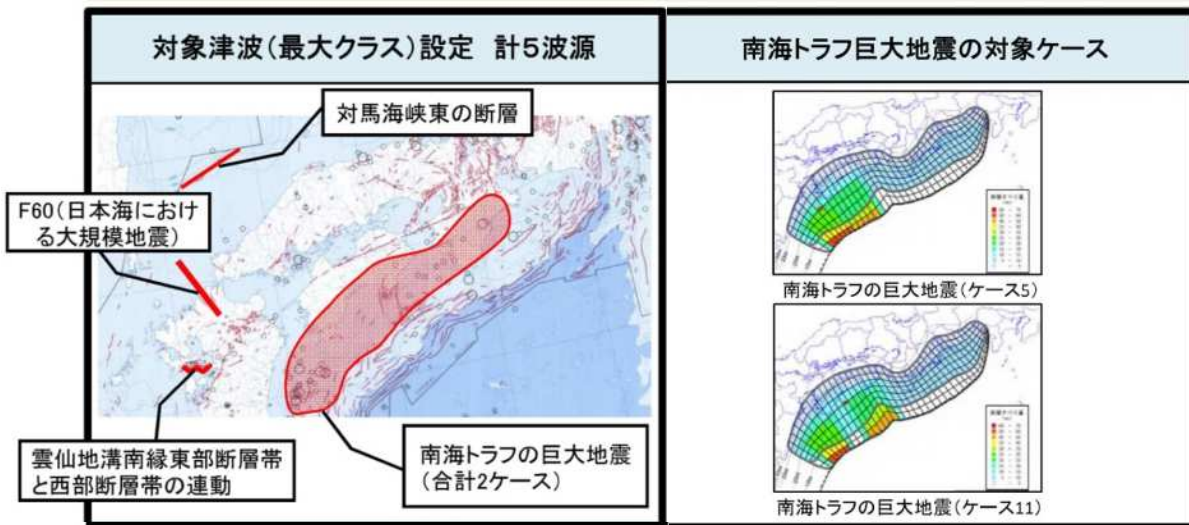 対象津波(最大クラス)設定 計5波源
対馬海峡東の断層
F60(日本海におけ
る大規模地震)
雲仙地溝南縁東部断層帯
と西部断層帯の連動
南海トラフの巨大地震
(合計2ケース)
南海トラフ巨大地震の対象ケース
南海トラフの巨大地震(ケース5)
南海トラフの巨大地震(ケース11)